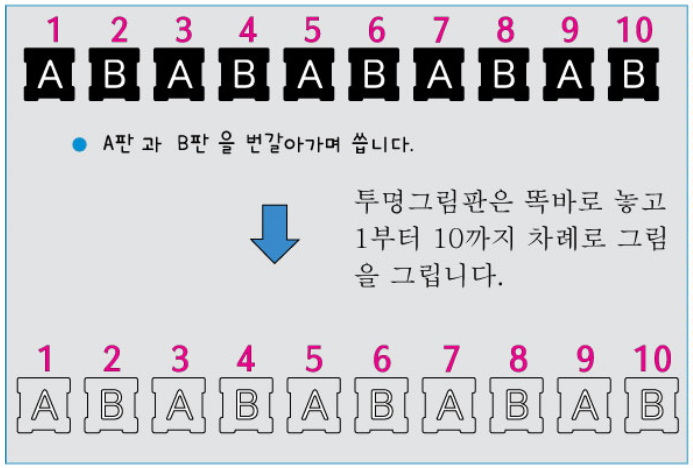 1 2 3 4 5 6 7 8 9 10
A B A B A B A B A B
A판 과 B판 을 번갈아가며 씁니다.
투명그림판은 똑바로 놓고
1부터 10까지 차례로 그림
을 그립니다.
1 2 3 4 5 6 7 8 9 10
A B A B A B A B A B